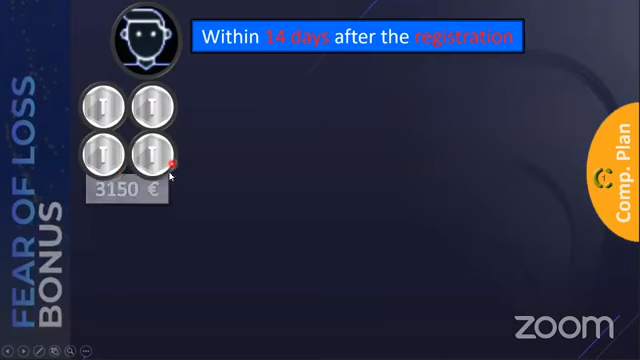 Within 14 days after the registration
T T
T T
3150 €
FEAR OF LOSS
BONUS
Comp. Plan
zoom